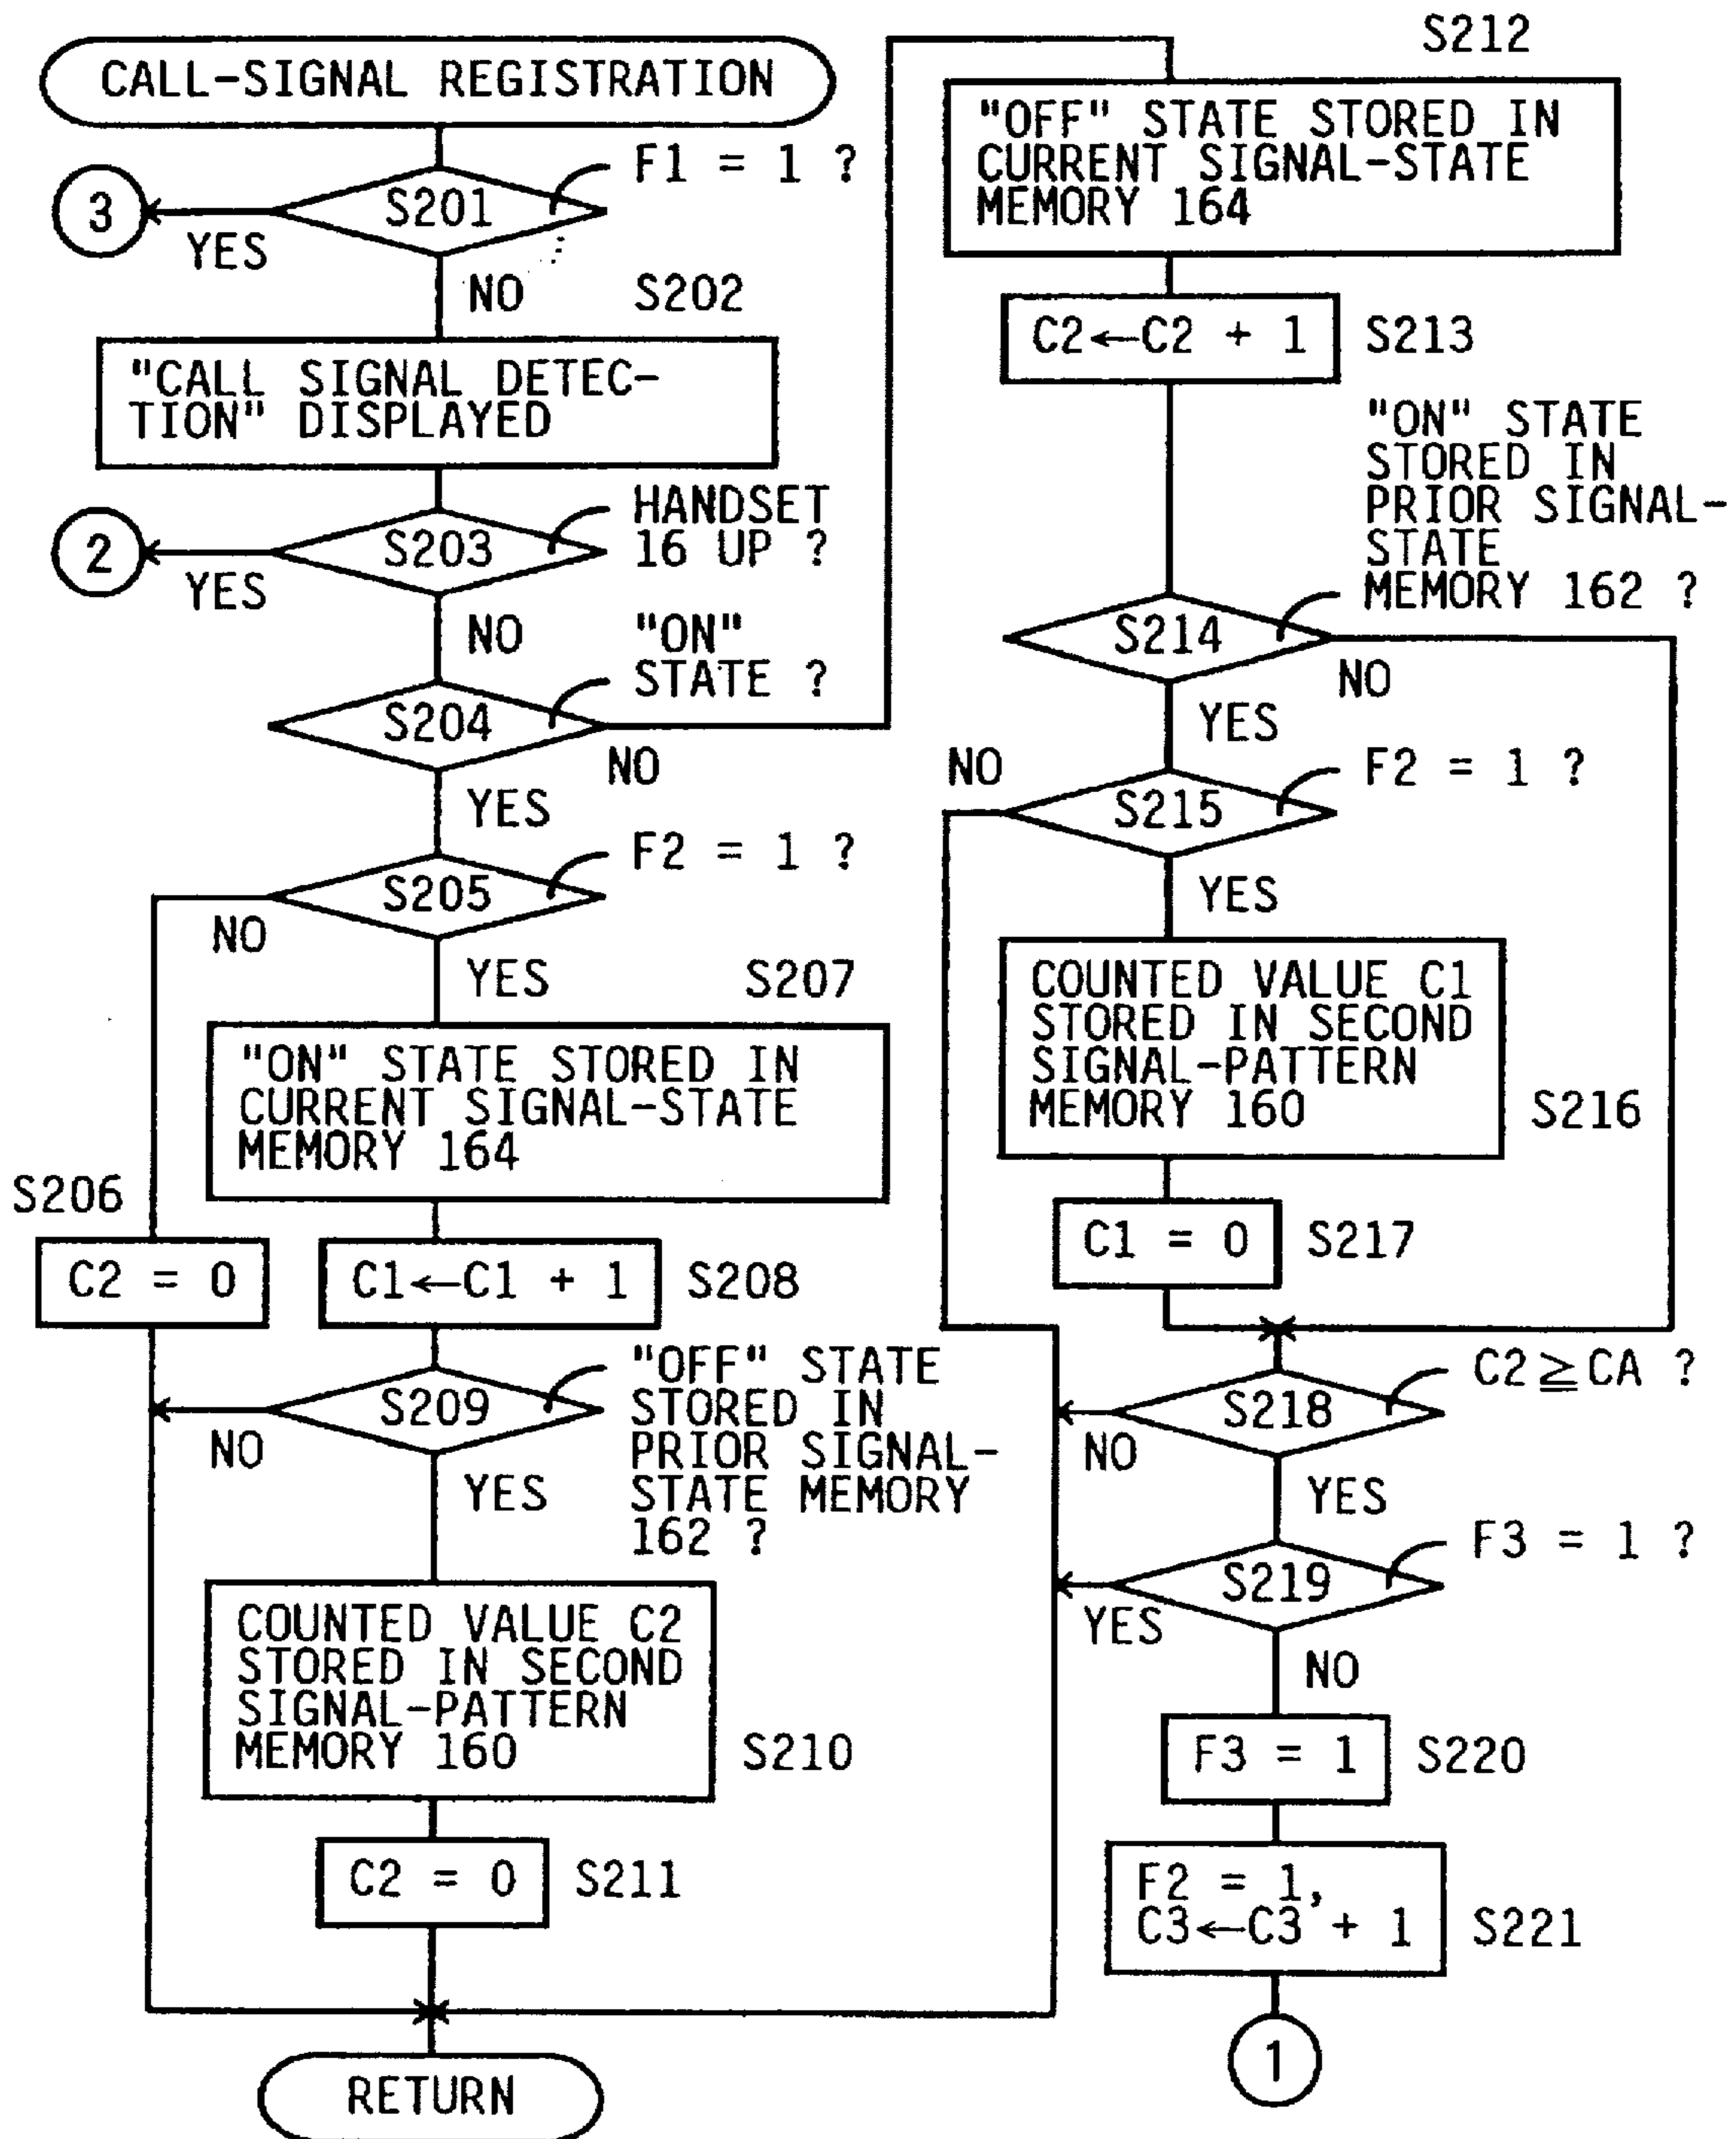 CALL-SIGNAL REGISTRATION
F1 = 1 ?
S201
3
YES
NO
S202
"CALL SIGNAL DETEC-
TION" DISPLAYED
HANDSET
16 UP ?
S203
2
YES
NO
"ON"
STATE ?
S204
NO
YES
F2 = 1 ?
S205
NO
YES
S207
"ON" STATE STORED IN
CURRENT SIGNAL-STATE
MEMORY 164
S206
C2 = 0
C1←C1 + 1
S208
"OFF" STATE
STORED IN
PRIOR SIGNAL-
STATE MEMORY
162 ?
S209
NO
YES
COUNTED VALUE C2
STORED IN SECOND
SIGNAL-PATTERN
MEMORY 160
S210
C2 = 0
S211
RETURN
S212
"OFF" STATE STORED IN
CURRENT SIGNAL-STATE
MEMORY 164
C2←C2 + 1
S213
"ON" STATE
STORED IN
PRIOR SIGNAL-
STATE
MEMORY 162 ?
S214
NO
YES
F2 = 1 ?
NO
S215
YES
COUNTED VALUE C1
STORED IN SECOND
SIGNAL-PATTERN
MEMORY 160
S216
C1 = 0
S217
C2≧CA ?
S218
NO
YES
F3 = 1 ?
S219
YES
NO
F3 = 1
S220
F2 = 1,
C3←C3 + 1
S221
1